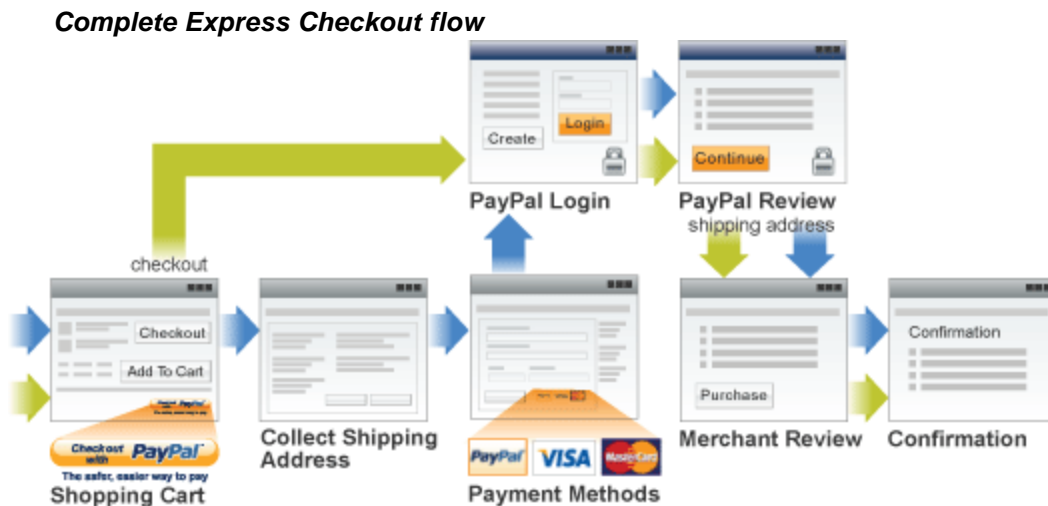 Complete Express Checkout flow
Create
Login
Continue
PayPal Login
PayPal Review
shipping address
checkout
Checkout
Add To Cart
Checkout with PayPal
The safer, easier way to pay
Shopping Cart
Collect Shipping
Address
PayPal VISA MasterCard
Payment Methods
Purchase
Merchant Review
Confirmation
Confirmation